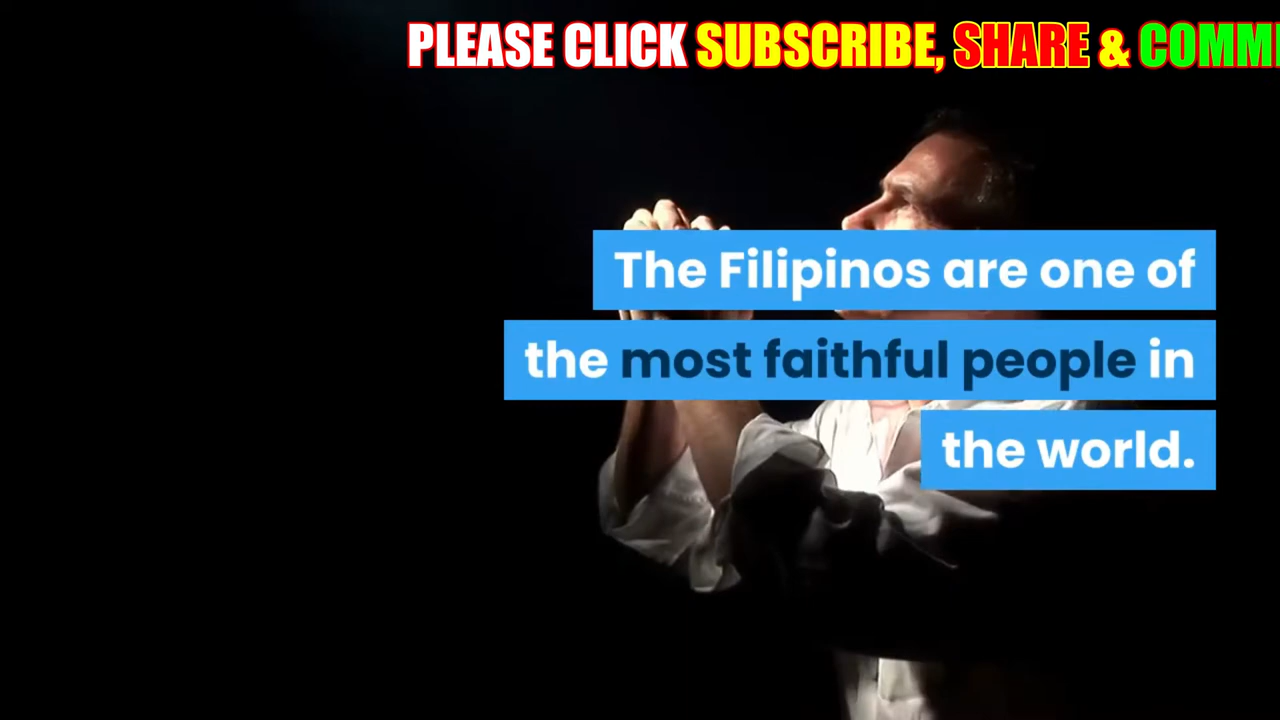 PLEASE CLICK SUBSCRIBE, SHARE &
The Filipinos are one of
the most faithful people in
the world.